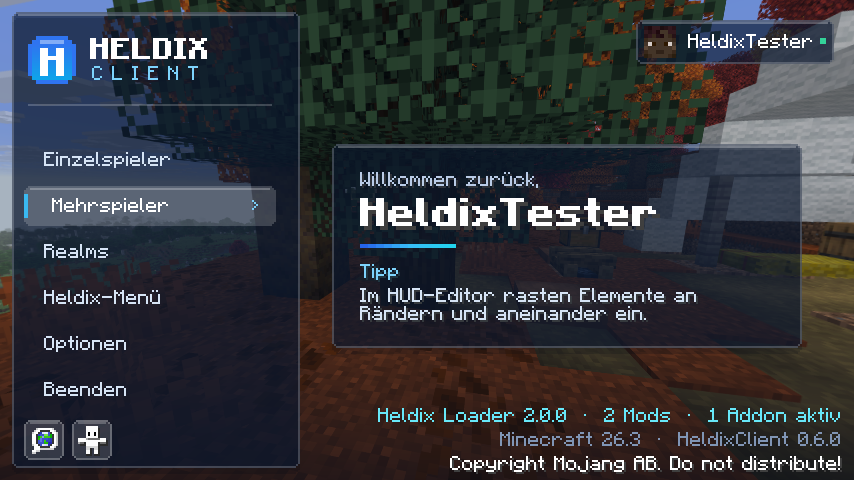 H
HELDIX
CLIENT
HeldixTester
Einzelspieler
Mehrspieler
Realms
Heldix-Menü
Optionen
Beenden
Willkommen zurück,
HeldixTester
Tipp
Im HUD-Editor rasten Elemente an
Rändern und aneinander ein.
Heldix Loader 2.0.0 · 2 Mods · 1 Addon aktiv
Minecraft 26.3 · HeldixClient 0.6.0
Copyright Mojang AB. Do not distribute!